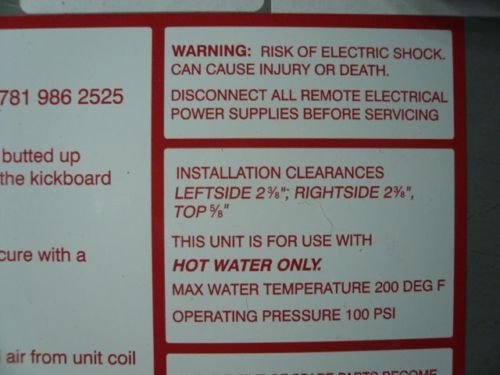 781 986 2525
butted up
the kickboard
cure with a
air from unit coil
WARNING: RISK OF ELECTRIC SHOCK.
CAN CAUSE INJURY OR DEATH.
DISCONNECT ALL REMOTE ELECTRICAL
POWER SUPPLIES BEFORE SERVICING
INSTALLATION CLEARANCES
LEFTSIDE 2⅜"; RIGHTSIDE 2⅜",
TOP ⅝"
THIS UNIT IS FOR USE WITH
HOT WATER ONLY.
MAX WATER TEMPERATURE 200 DEG F
OPERATING PRESSURE 100 PSI
PARTS BECOME